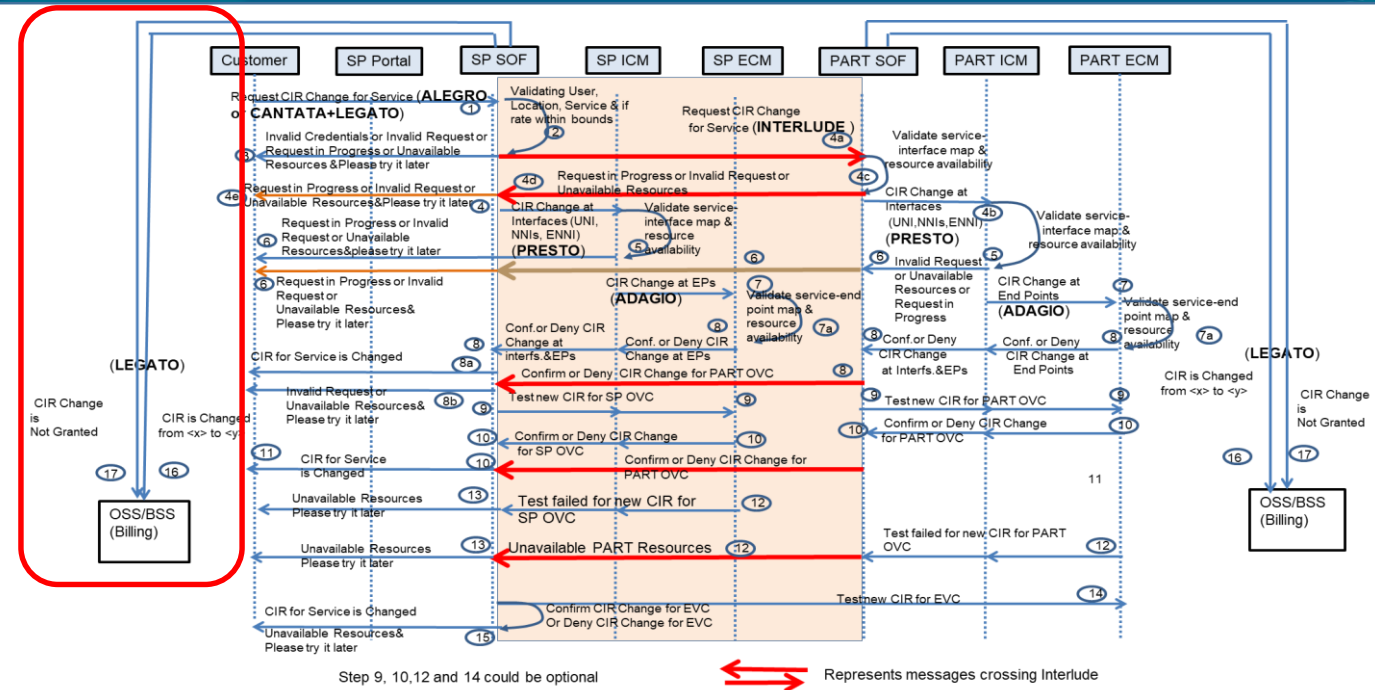 Customer
SP Portal
SP SOF
SP ICM
SP ECM
PART SOF
PART ICM
PART ECM
Request CIR Change for Service (ALEGRO
or CANTATA+LEGATO)
1
Validating User,
Location, Service & if
rate within bounds
2
Request CIR Change
for Service (INTERLUDE )
4a
Validate service-
interface map &
resource availability
Invalid Credentials or Invalid Request or
Request in Progress or Unavailable
Resources &Please try it later
4d
Request in Progress or Invalid Request or
Unavailable Resources
4c
4e
Request in Progress or Invalid Request or
Unavailable Resources&Please try it later
4
CIR Change at
Interfaces (UNI,
NNIs, ENNI)
(PRESTO)
Validate service-
interface map &
resource
availability
5
CIR Change at
Interfaces
(UNI,NNIs,ENNI)
(PRESTO)
4b
Validate service-
interface map &
resource availability
5
Request in Progress or Invalid
Request or Unavailable
Resources&please try it later
6
6
6
Invalid Request
or Unavailable
Resources or
Request in
Progress
6
Request in Progress or Invalid
Request or
Unavailable Resources&
Please try it later
CIR Change at EPs
(ADAGIO)
7
Validate service-end
point map &
resource
availability
7a
CIR Change at
End Points
(ADAGIO)
7
Validate service-end
point map &
resource
availability
7a
8
Conf. or Deny CIR
Change at
interfs.&EPs
8
Conf. or Deny CIR
Change at EPs
8
Conf. or Deny
CIR Change
at Interfs.&EPs
8
Conf. or Deny
CIR Change at
End Points
CIR for Service is Changed
8a
Confirm or Deny CIR Change for PART OVC
8
Invalid Request or
Unavailable Resources&
Please try it later
8b
9
Test new CIR for SP OVC
9
9
Test new CIR for PART OVC
9
10
Confirm or Deny CIR Change
for SP OVC
10
10
Confirm or Deny CIR Change
for PART OVC
10
11
CIR for Service
is Changed
10
Confirm or Deny CIR Change for
PART OVC
11
Unavailable Resources
Please try it later
13
Test failed for new CIR for
SP OVC
12
Unavailable Resources
Please try it later
13
Unavailable PART Resources
12
Test failed for new CIR for PART
OVC
12
Test new CIR for EVC
14
CIR for Service is Changed
Confirm CIR Change for EVC
Or Deny CIR Change for EVC
Unavailable Resources&
Please try it later
15
(LEGATO)
CIR Change
is
Not Granted
CIR is Changed
from <x> to <y>
17
16
OSS/BSS
(Billing)
(LEGATO)
CIR is Changed
from <x> to <y>
CIR Change
is
Not Granted
16
17
OSS/BSS
(Billing)
Step 9, 10,12 and 14 could be optional
Represents messages crossing Interlude